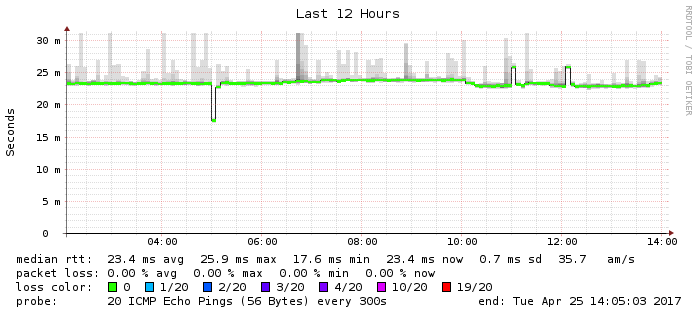 Last 12 Hours
RRDTOOL / TOBI OETIKER
Seconds
30 m
25 m
20 m
15 m
10 m
5 m
0
04:00 06:00 08:00 10:00 12:00 14:00
median rtt: 23.4 ms avg 25.9 ms max 17.6 ms min 23.4 ms now 0.7 ms sd 35.7 am/s
packet loss: 0.00 % avg 0.00 % max 0.00 % min 0.00 % now
loss color: 0 1/20 2/20 3/20 4/20 10/20 19/20
probe: 20 ICMP Echo Pings (56 Bytes) every 300s end: Tue Apr 25 14:05:03 2017